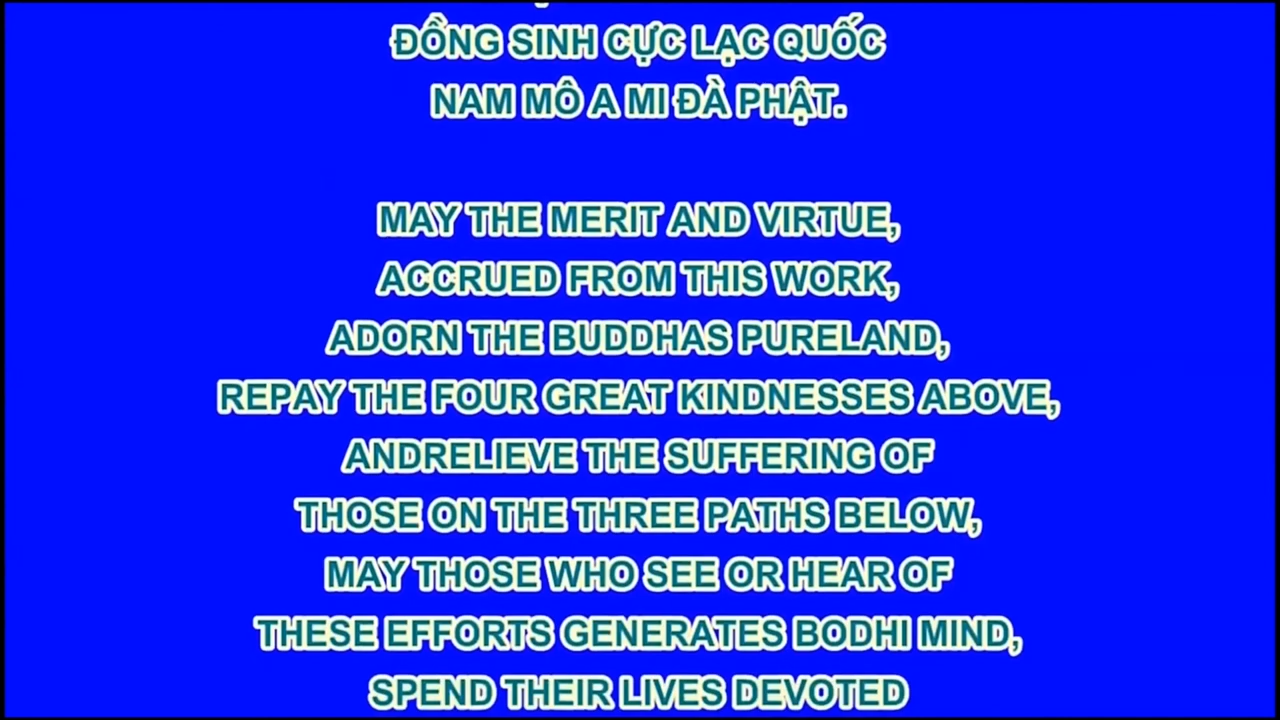 ĐỒNG SINH CỰC LẠC QUỐC
NAM MÔ A MI ĐÀ PHẬT.
MAY THE MERIT AND VIRTUE,
ACCRUED FROM THIS WORK,
ADORN THE BUDDHAS PURELAND,
REPAY THE FOUR GREAT KINDNESSES ABOVE,
ANDRELIEVE THE SUFFERING OF
THOSE ON THE THREE PATHS BELOW,
MAY THOSE WHO SEE OR HEAR OF
THESE EFFORTS GENERATES BODHI MIND,
SPEND THEIR LIVES DEVOTED